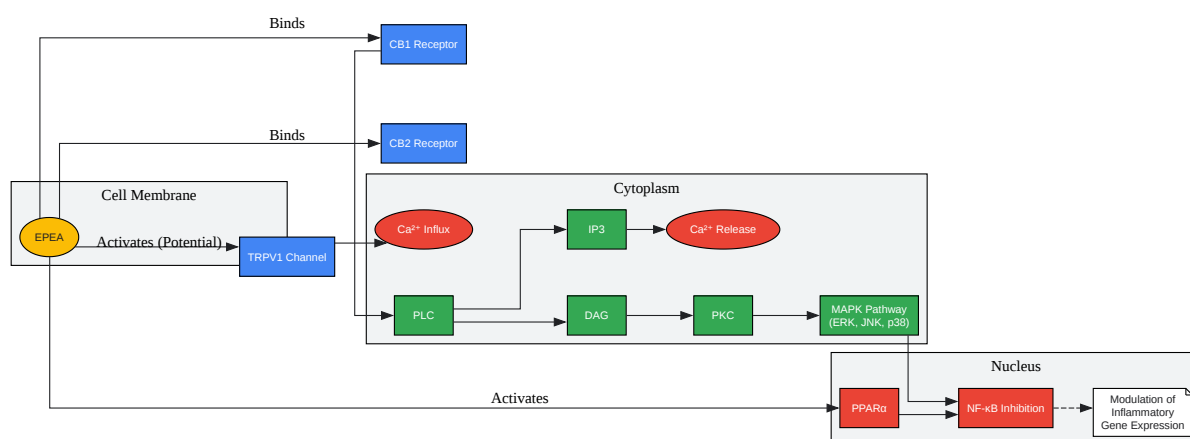 Binds
CB1 Receptor
Binds
CB2 Receptor
Cell Membrane
Cytoplasm
EPEA
Activates (Potential)
TRPV1 Channel
Ca²⁺ Influx
IP3
Ca²⁺ Release
PLC
DAG
PKC
MAPK Pathway
(ERK, JNK, p38)
Nucleus
Activates
PPARα
NF-κB Inhibition
Modulation of
Inflammatory
Gene Expression